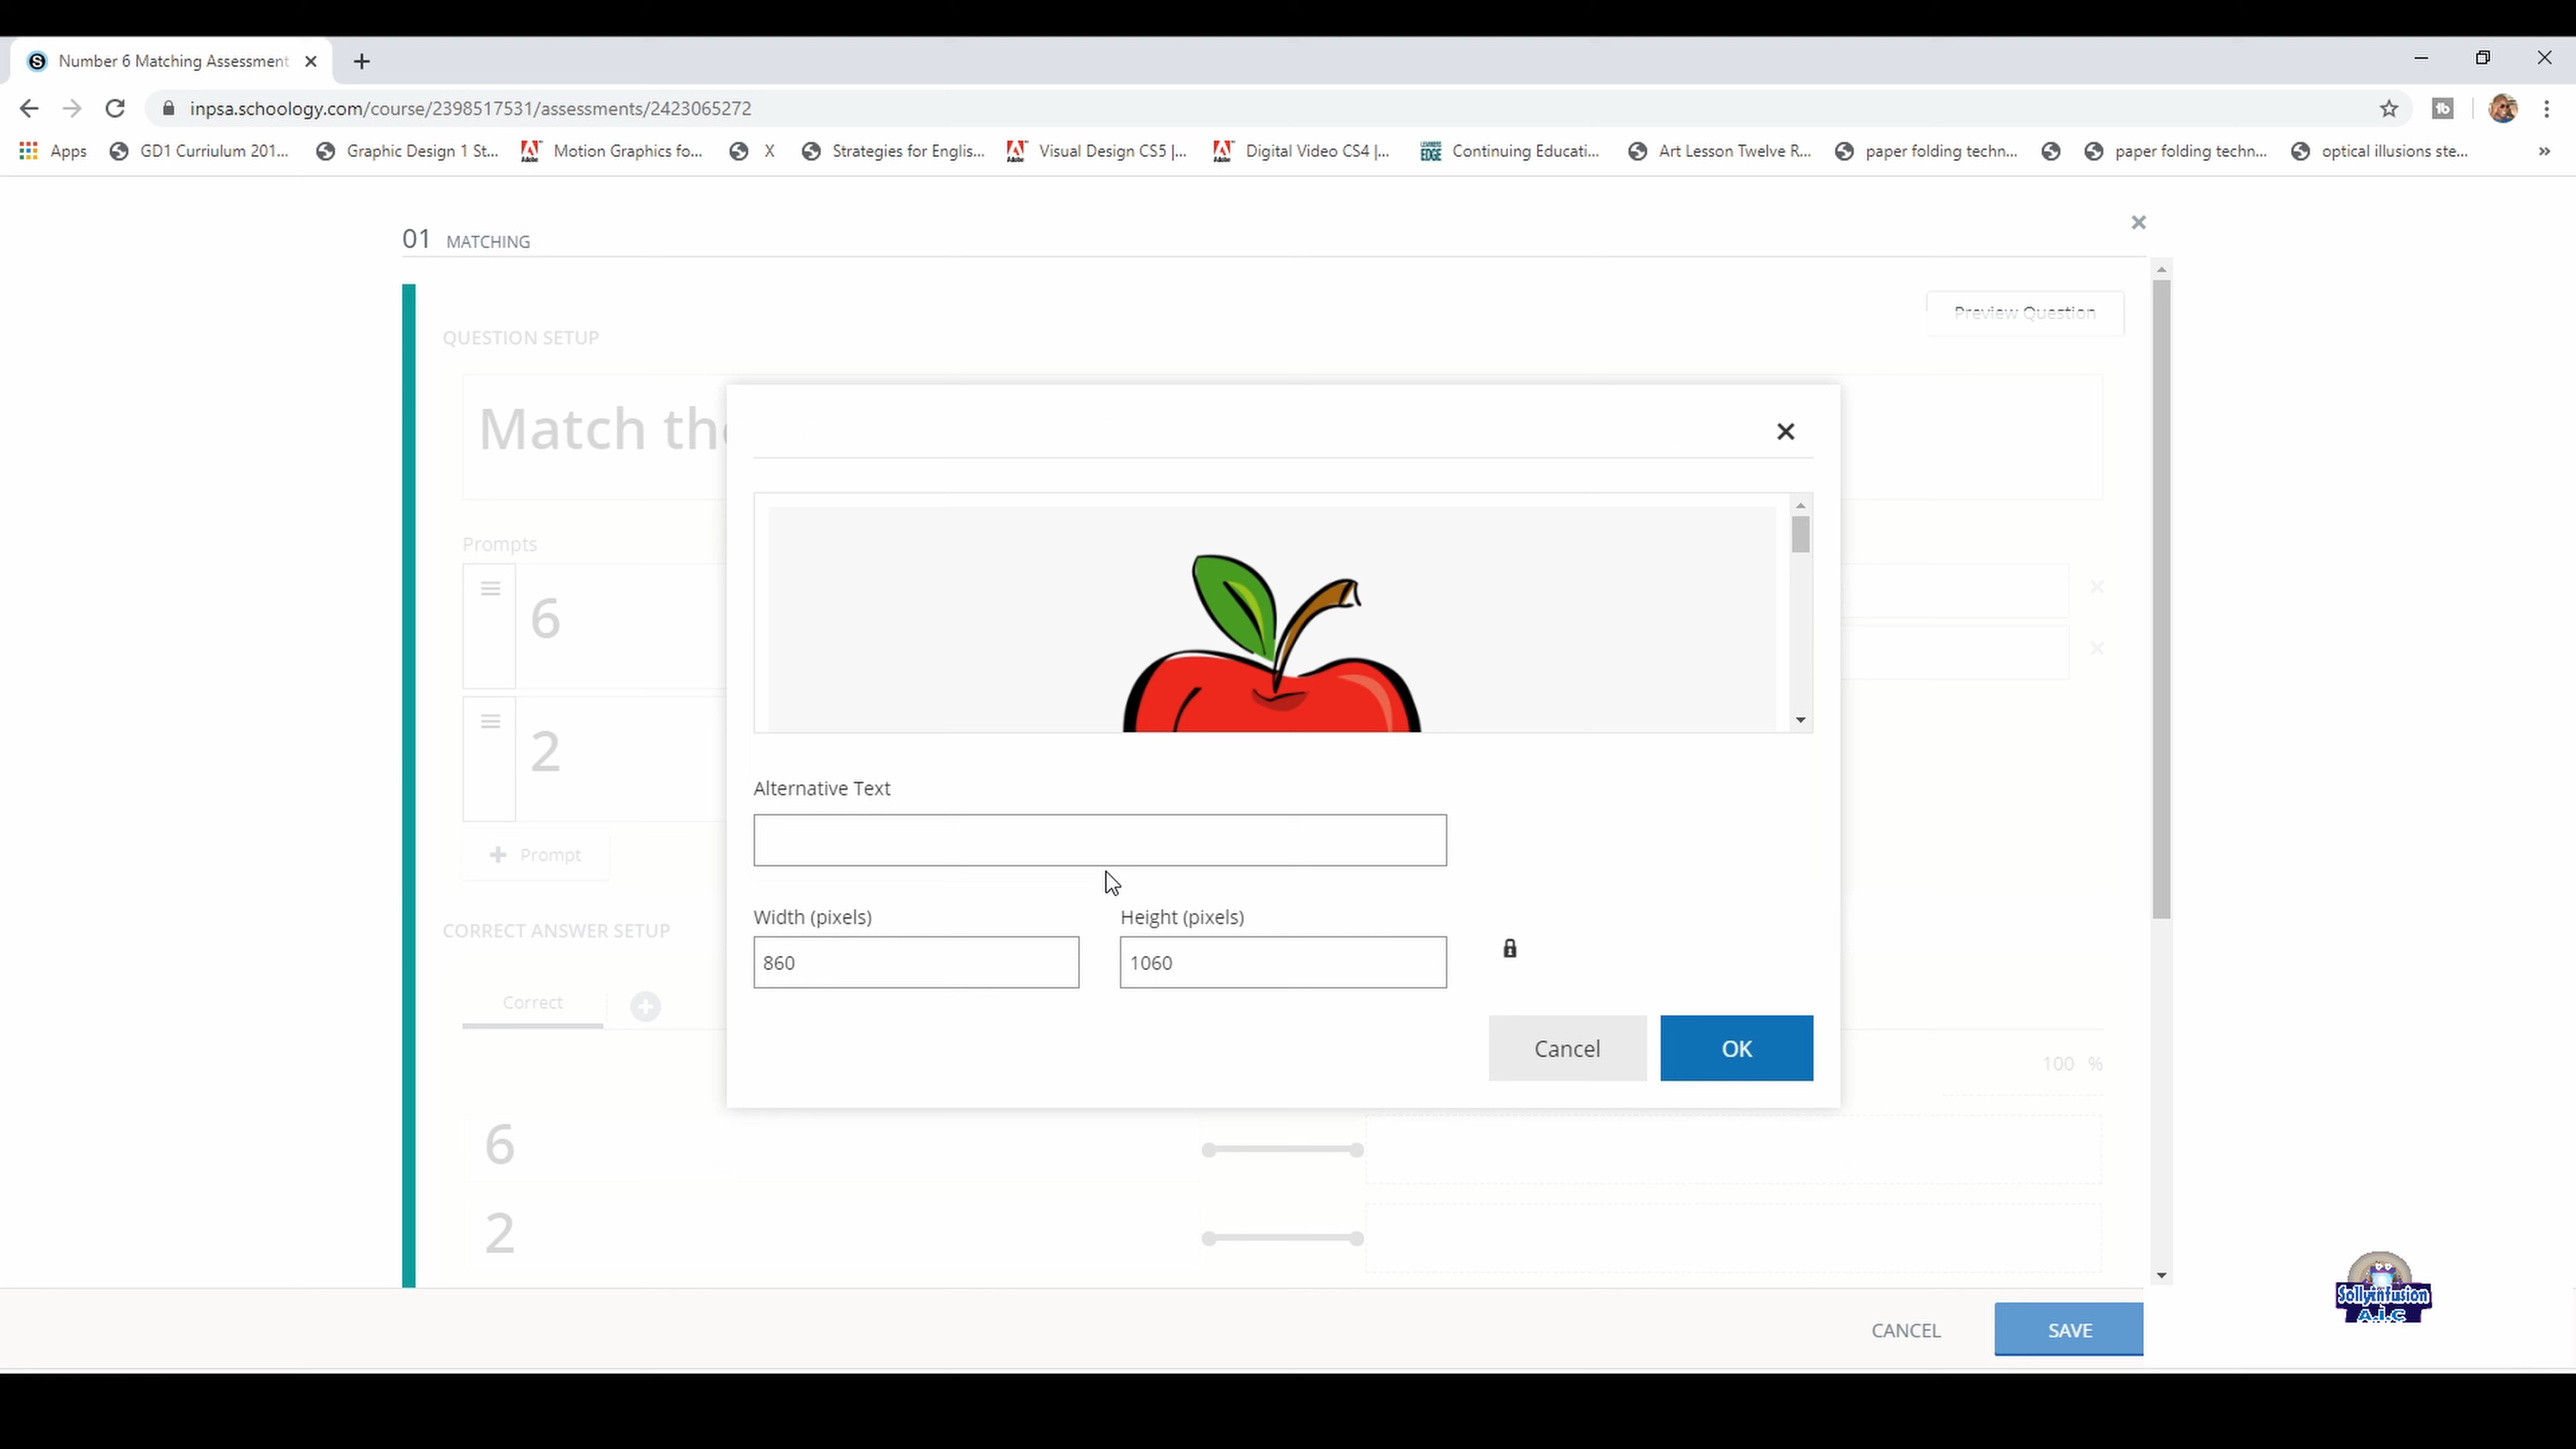 Number 6 Matching Assessment
inpsa.schoology.com/course/2398517531/assessments/2423065272
Apps GD1 Curriulum 201... Graphic Design 1 St... Motion Graphics fo... X Strategies for Englis... Visual Design CS5 |... Digital Video CS4 |... Continuing Educati... Art Lesson Twelve R... paper folding techn... paper folding techn... optical illusions ste...
01 MATCHING
Preview Question
QUESTION SETUP
Match the
Prompts
6
2
Prompt
Alternative Text
Width (pixels) Height (pixels)
860 1060
CORRECT ANSWER SETUP
Correct
Cancel OK
100 %
6
2
Sollyinfusion
A.I.C
CANCEL SAVE